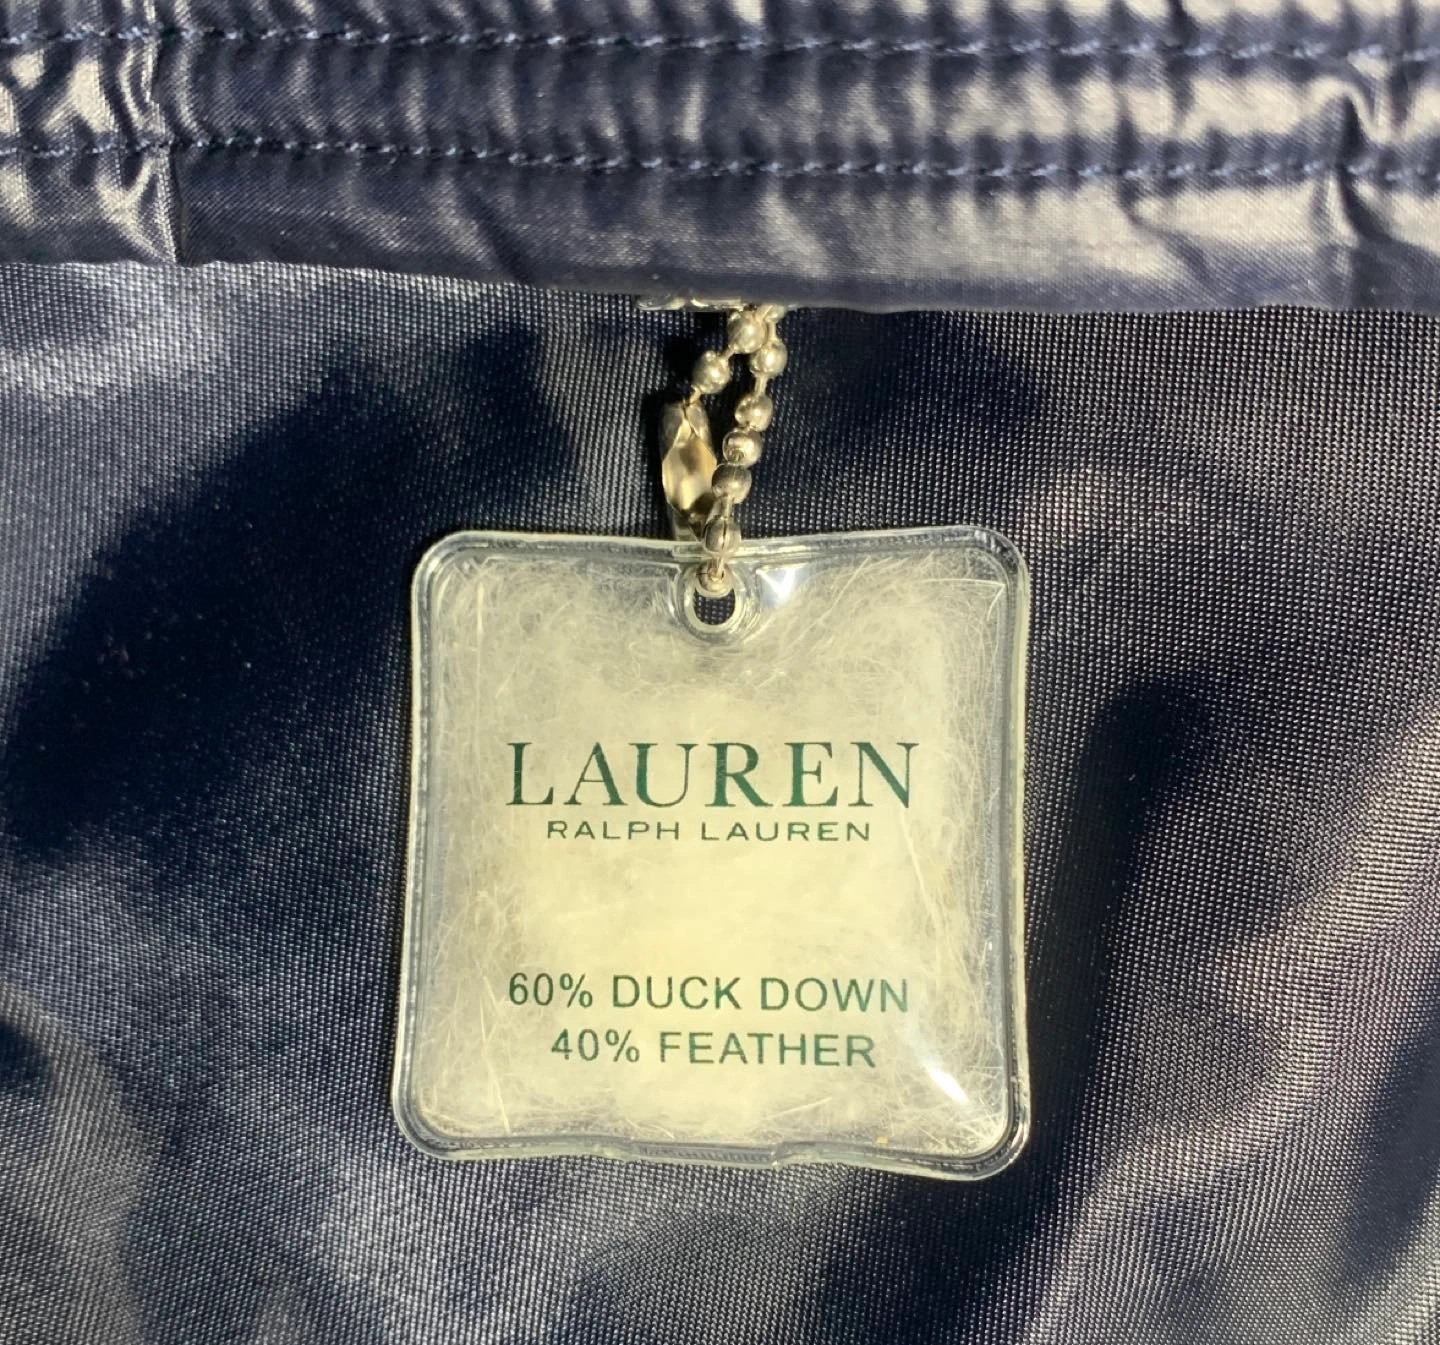 LAUREN
RALPH LAUREN
60% DUCK DOWN
40% FEATHER